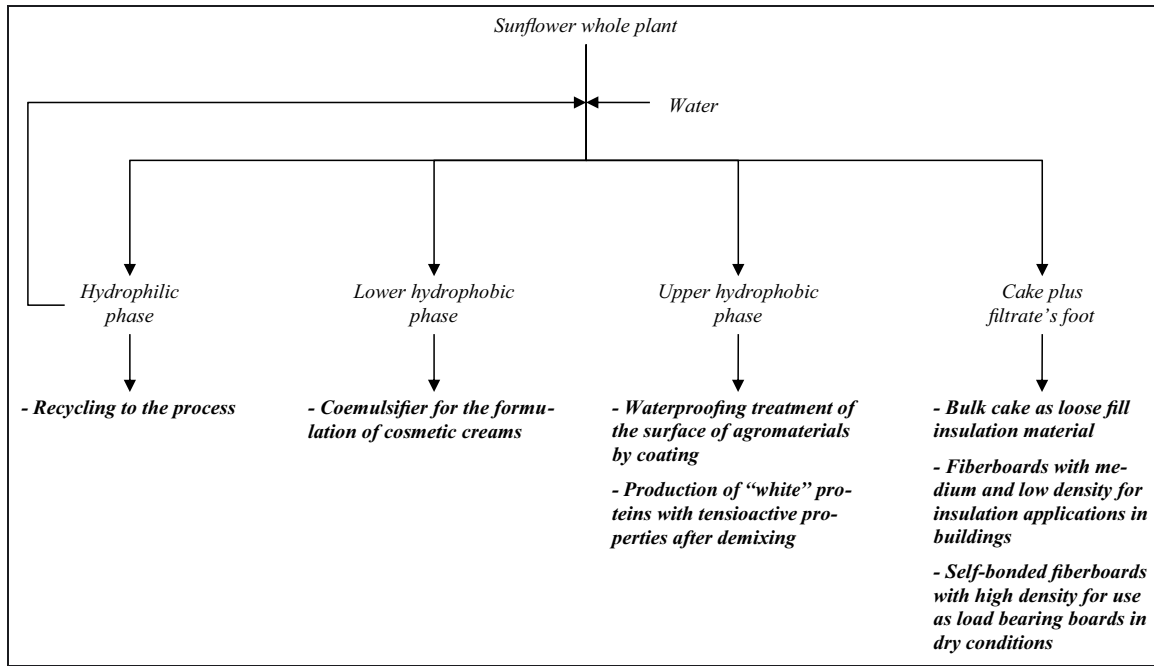 Sunflower whole plant
Water
Hydrophilic
phase
Lower hydrophobic
phase
Upper hydrophobic
phase
Cake plus
filtrate’s foot
- Recycling to the process
- Coemulsifier for the formu-
lation of cosmetic creams
- Waterproofing treatment of
the surface of agromaterials
by coating
- Production of “white” pro-
teins with tensioactive pro-
perties after demixing
- Bulk cake as loose fill
insulation material
- Fiberboards with me-
dium and low density for
insulation applications in
buildings
- Self-bonded fiberboards
with high density for use
as load bearing boards in
dry conditions